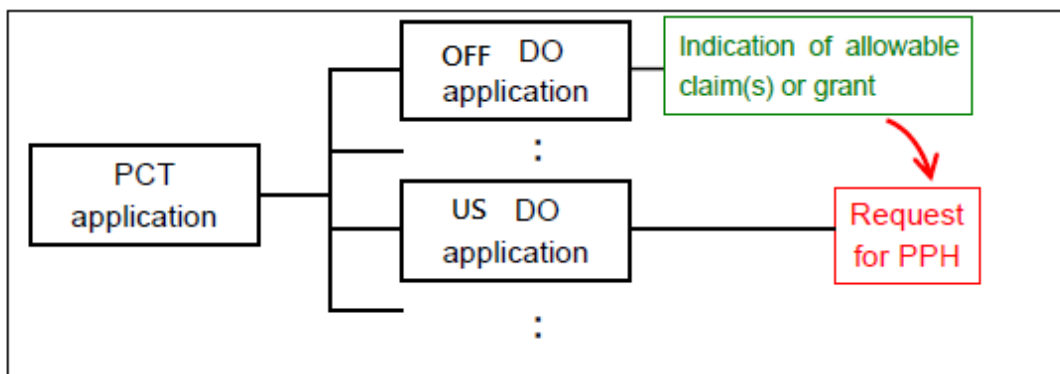 PCT
application
OFF DO
application
:
US DO
application
:
Indication of allowable
claim(s) or grant
Request
for PPH